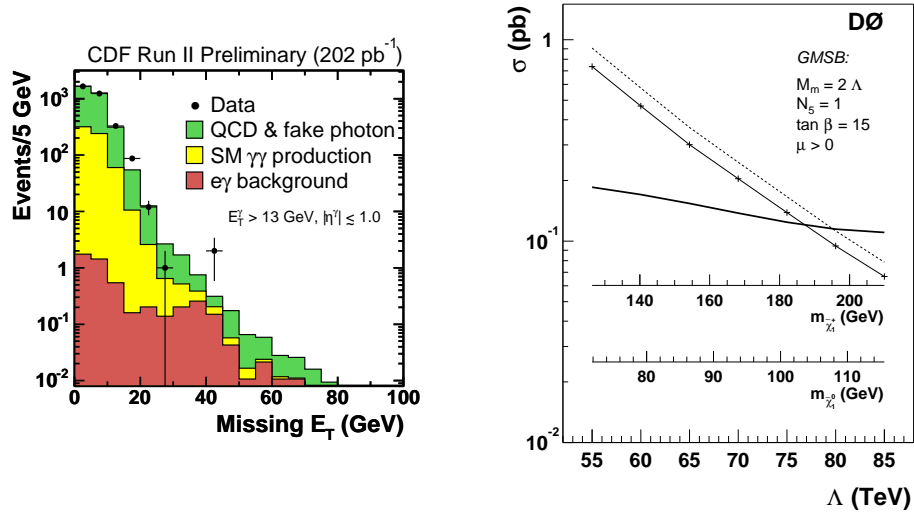 CDF Run II Preliminary (202 pb⁻¹)
Events/5 GeV
10³
10²
10
1
10⁻¹
10⁻²
Data
QCD & fake photon
SM γγ production
eγ background
E_T^γ > 13 GeV, |η^γ| ≤ 1.0
0 20 40 60 80 100
Missing E_T (GeV)
σ (pb)
1
10⁻¹
10⁻²
DØ
GMSB:
M_m = 2 Λ
N_5 = 1
tan β = 15
μ > 0
140 160 180 200
m_χ̃₁⁺ (GeV)
80 90 100 110
m_χ̃₁⁰ (GeV)
55 60 65 70 75 80 85
Λ (TeV)